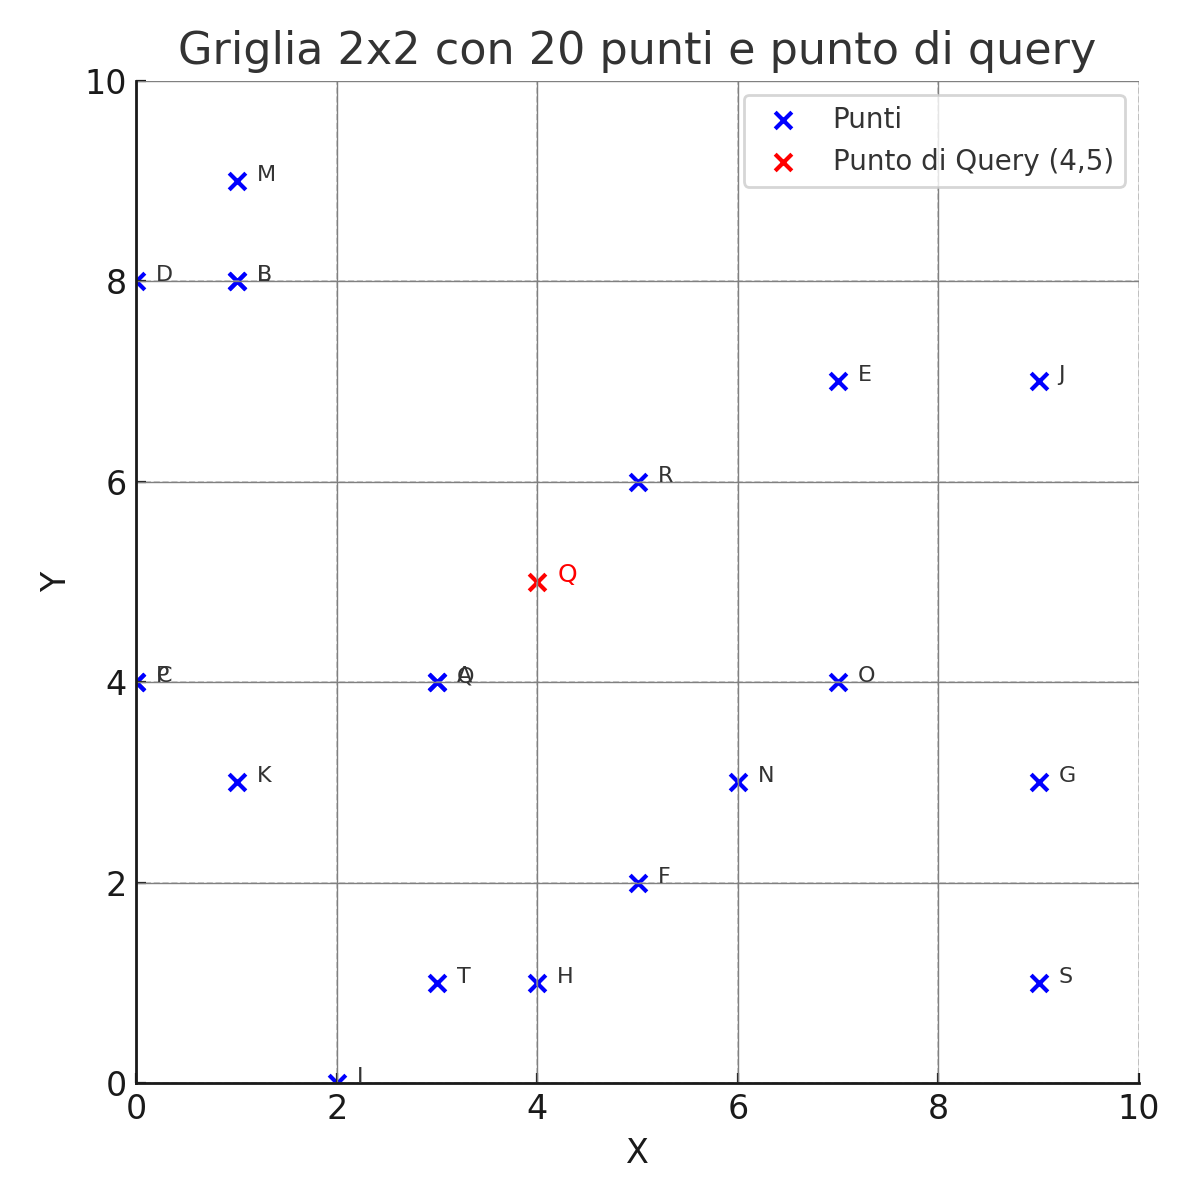 Griglia 2x2 con 20 punti e punto di query
10
Punti
Punto di Query (4,5)
M
8
D
B
E
J
6
R
Y
Q
4
P
C
A
Q
O
K
N
G
2
F
T
H
S
I
0
0 2 4 6 8 10
X